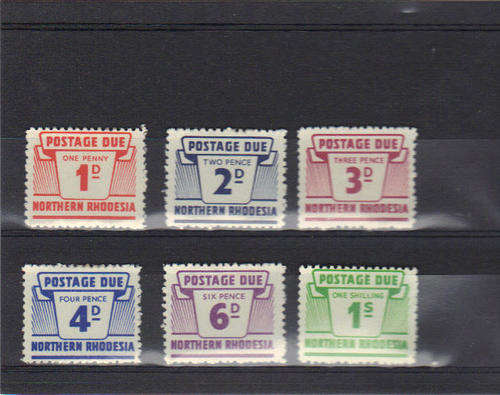 POSTAGE DUE
ONE PENNY
1D
NORTHERN RHODESIA
POSTAGE DUE
TWO PENCE
2D
NORTHERN RHODESIA
POSTAGE DUE
THREE PENCE
3D
NORTHERN RHODESIA
POSTAGE DUE
FOUR PENCE
4D
NORTHERN RHODESIA
POSTAGE DUE
SIX PENCE
6D
NORTHERN RHODESIA
POSTAGE DUE
ONE SHILLING
1S
NORTHERN RHODESIA